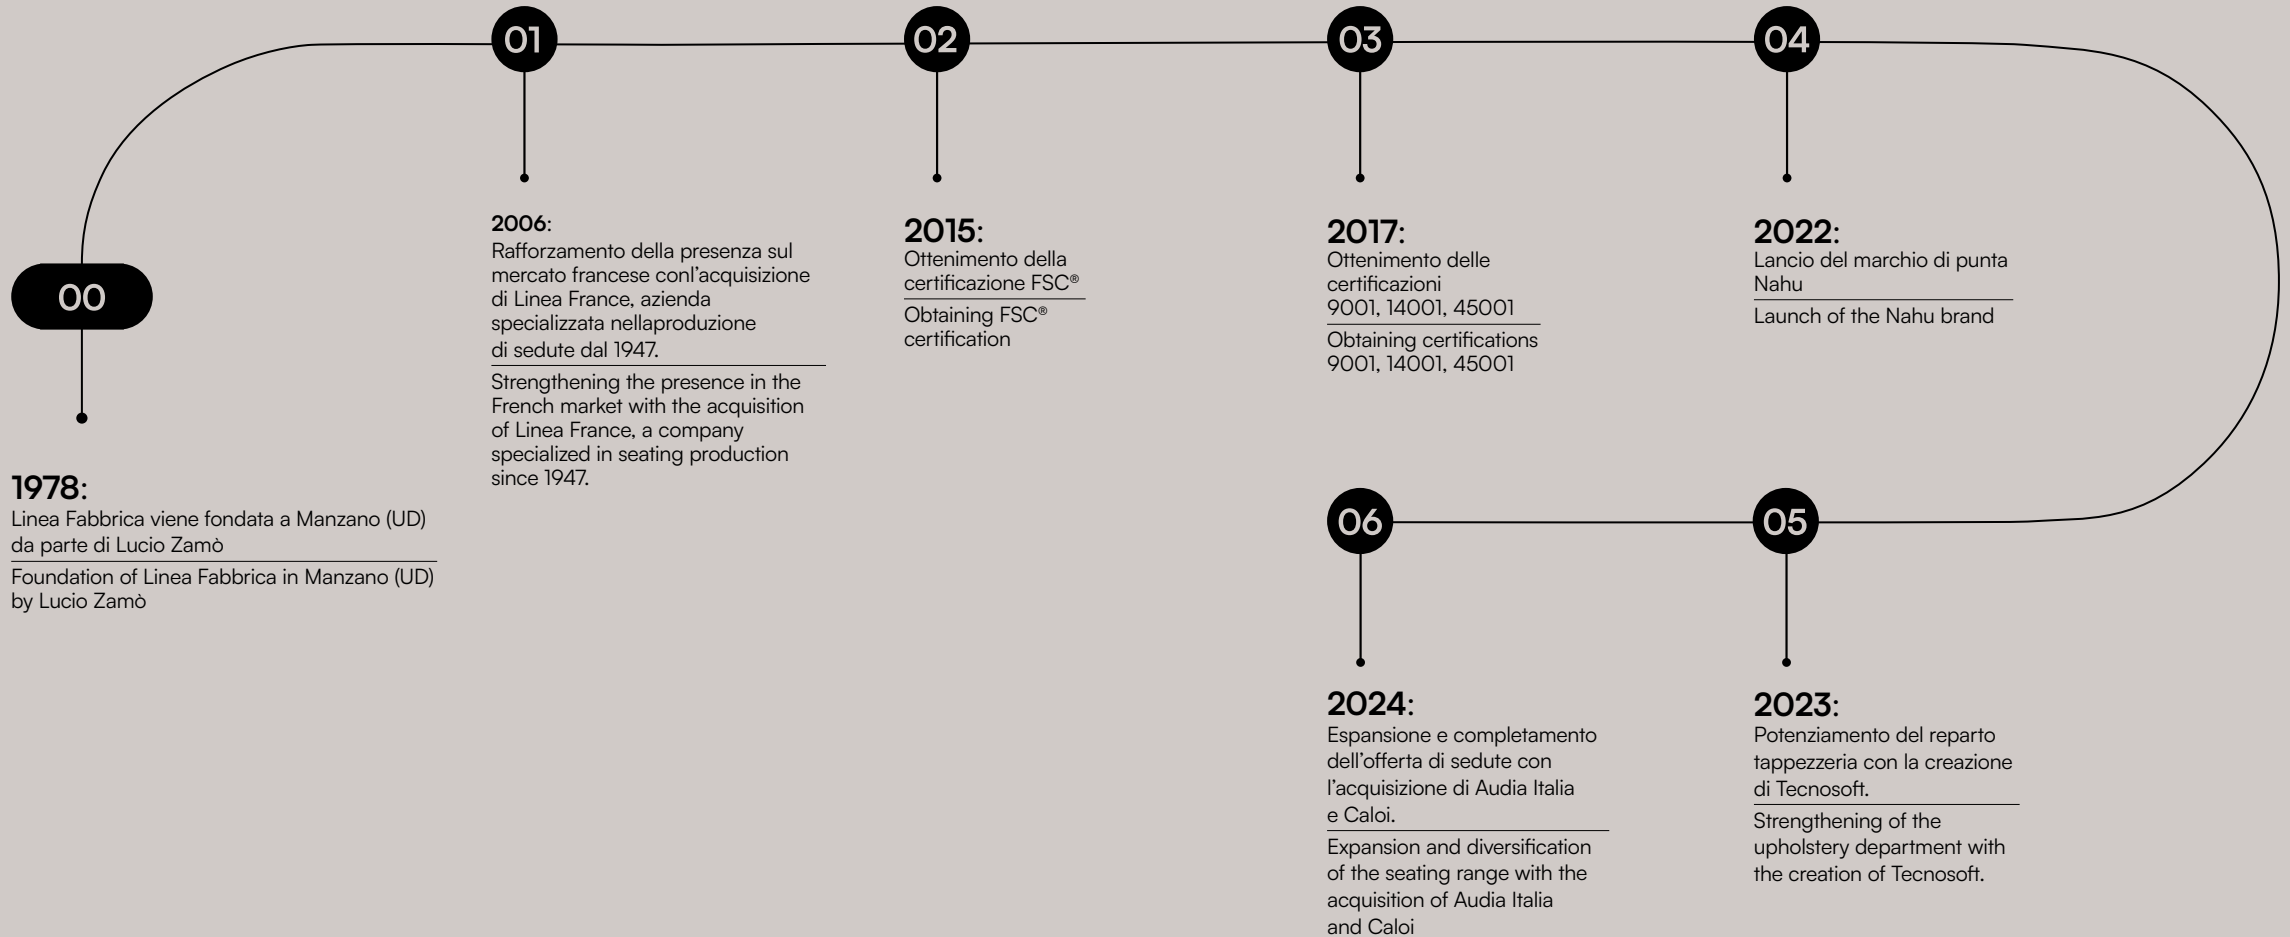 00
1978:
Linea Fabbrica viene fondata a Manzano (UD)
da parte di Lucio Zamò
Foundation of Linea Fabbrica in Manzano (UD)
by Lucio Zamò
01
2006:
Rafforzamento della presenza sul
mercato francese conl’acquisizione
di Linea France, azienda
specializzata nellaproduzione
di sedute dal 1947.
Strengthening the presence in the
French market with the acquisition
of Linea France, a company
specialized in seating production
since 1947.
02
2015:
Ottenimento della
certificazione FSC®
Obtaining FSC®
certification
03
2017:
Ottenimento delle
certificazioni
9001, 14001, 45001
Obtaining certifications
9001, 14001, 45001
04
2022:
Lancio del marchio di punta
Nahu
Launch of the Nahu brand
05
2023:
Potenziamento del reparto
tappezzeria con la creazione
di Tecnosoft.
Strengthening of the
upholstery department with
the creation of Tecnosoft.
06
2024:
Espansione e completamento
dell’offerta di sedute con
l’acquisizione di Audia Italia
e Caloi.
Expansion and diversification
of the seating range with the
acquisition of Audia Italia
and Caloi